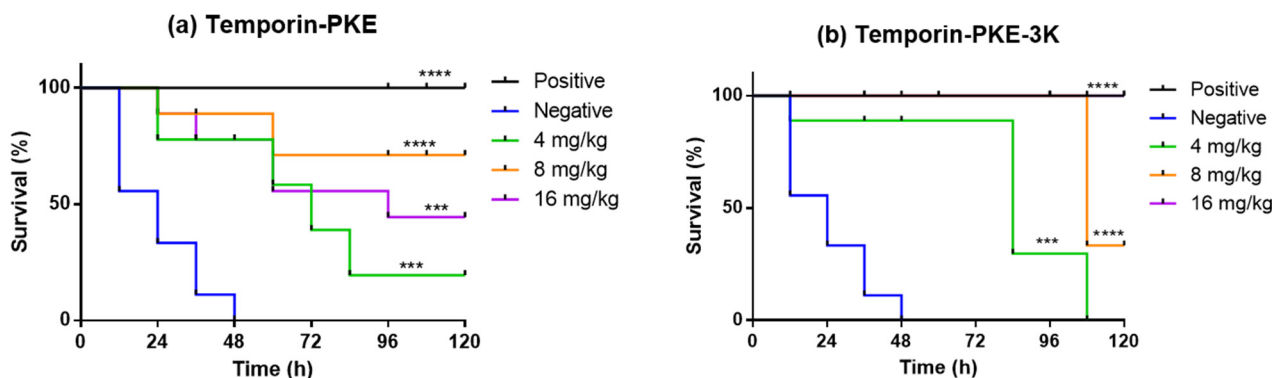 (a) Temporin-PKE
Survival (%)
100
50
0
0 24 48 72 96 120
Time (h)
****
****
***
***
Positive
Negative
4 mg/kg
8 mg/kg
16 mg/kg
(b) Temporin-PKE-3K
Survival (%)
100
50
0
0 24 48 72 96 120
Time (h)
****
***
****
Positive
Negative
4 mg/kg
8 mg/kg
16 mg/kg